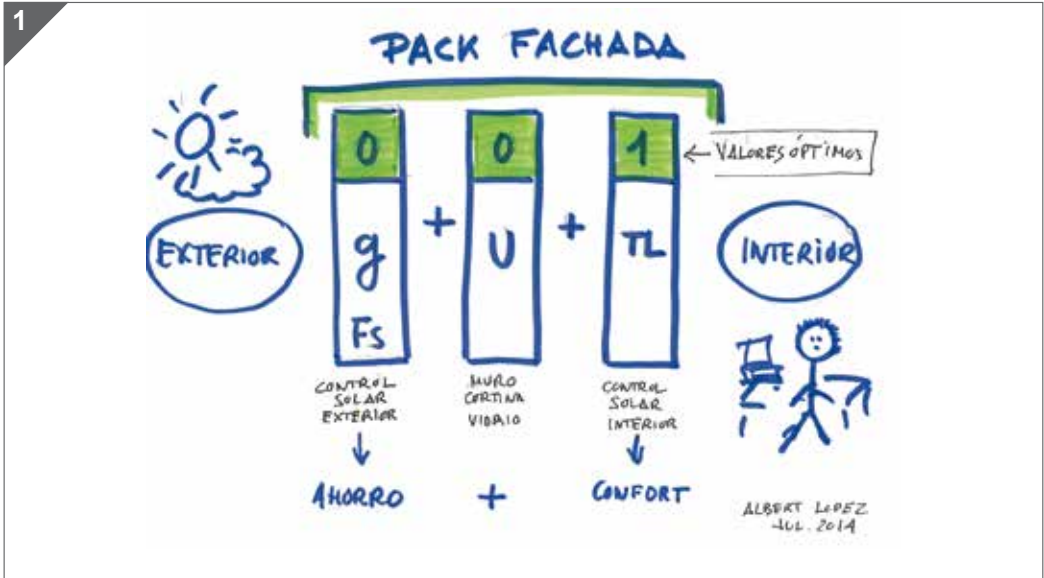 1
PACK FACHADA
0
0
1
← VALORES ÓPTIMOS
EXTERIOR
g
+
U
+
TL
INTERIOR
Fs
CONTROL
SOLAR
EXTERIOR
MURO
CORTINA
VIDRIO
CONTROL
SOLAR
INTERIOR
AHORRO
+
CONFORT
ALBERT LOPEZ
JUL. 2014